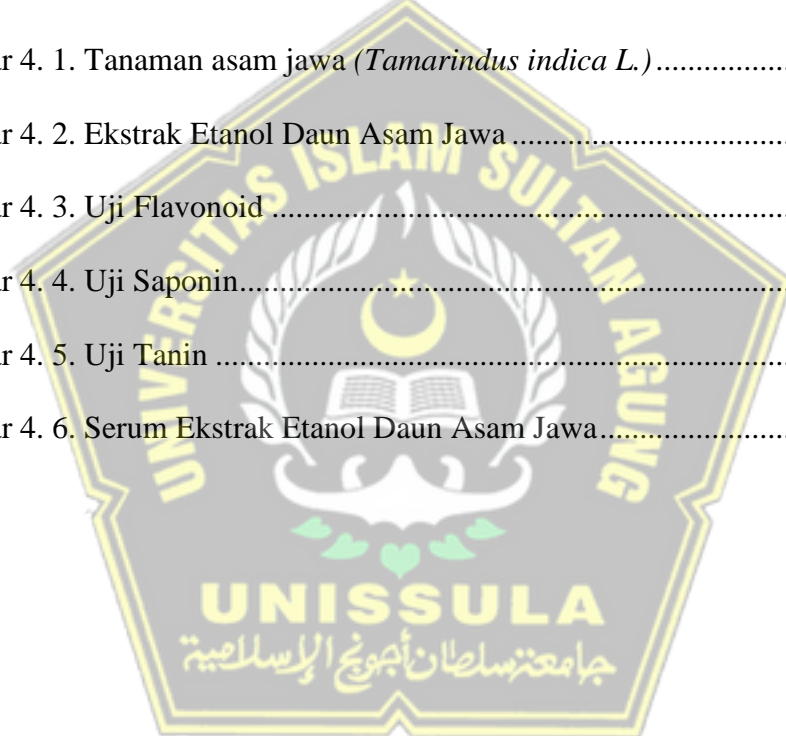 r 4. 1. Tanaman asam jawa (Tamarindus indica L.)................
r 4. 2. Ekstrak Etanol Daun Asam Jawa..................................
r 4. 3. Uji Flavonoid................................................................
r 4. 4. Uji Saponin....................................................................
r 4. 5. Uji Tanin.......................................................................
r 4. 6. Serum Ekstrak Etanol Daun Asam Jawa.......................
UNIVERSITAS ISLAM SULTAN AGUNG
UNISSULA
جامعتسلطان أجونج الإسلامية